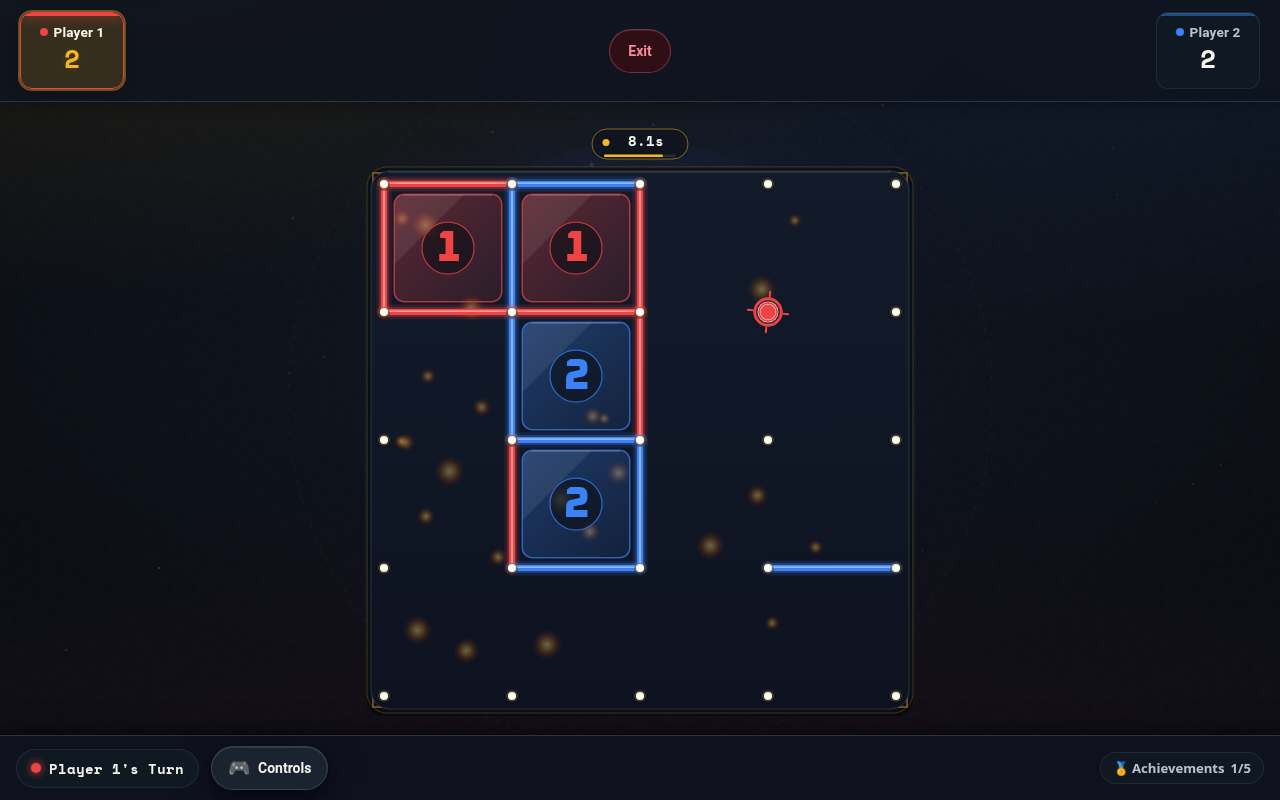 Player 1
2
Exit
Player 2
2
8.1s
1
1
2
2
Player 1's Turn
Controls
Achievements 1/5